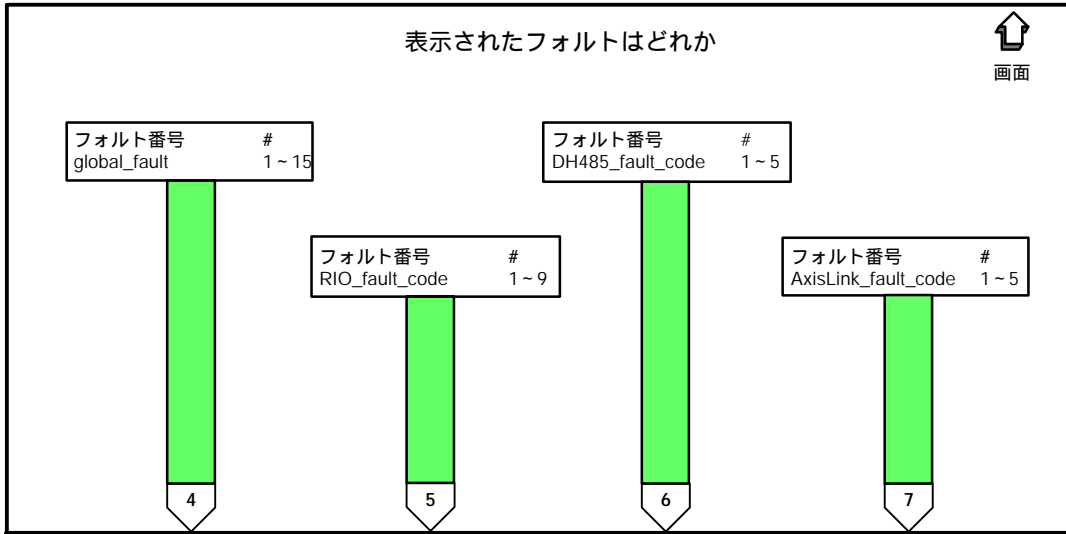 表示されたフォルトはどれか
画面
フォルト番号 #
global_fault 1~15
フォルト番号 #
DH485_fault_code 1~5
フォルト番号 #
RIO_fault_code 1~9
フォルト番号 #
AxisLink_fault_code 1~5
4
5
6
7